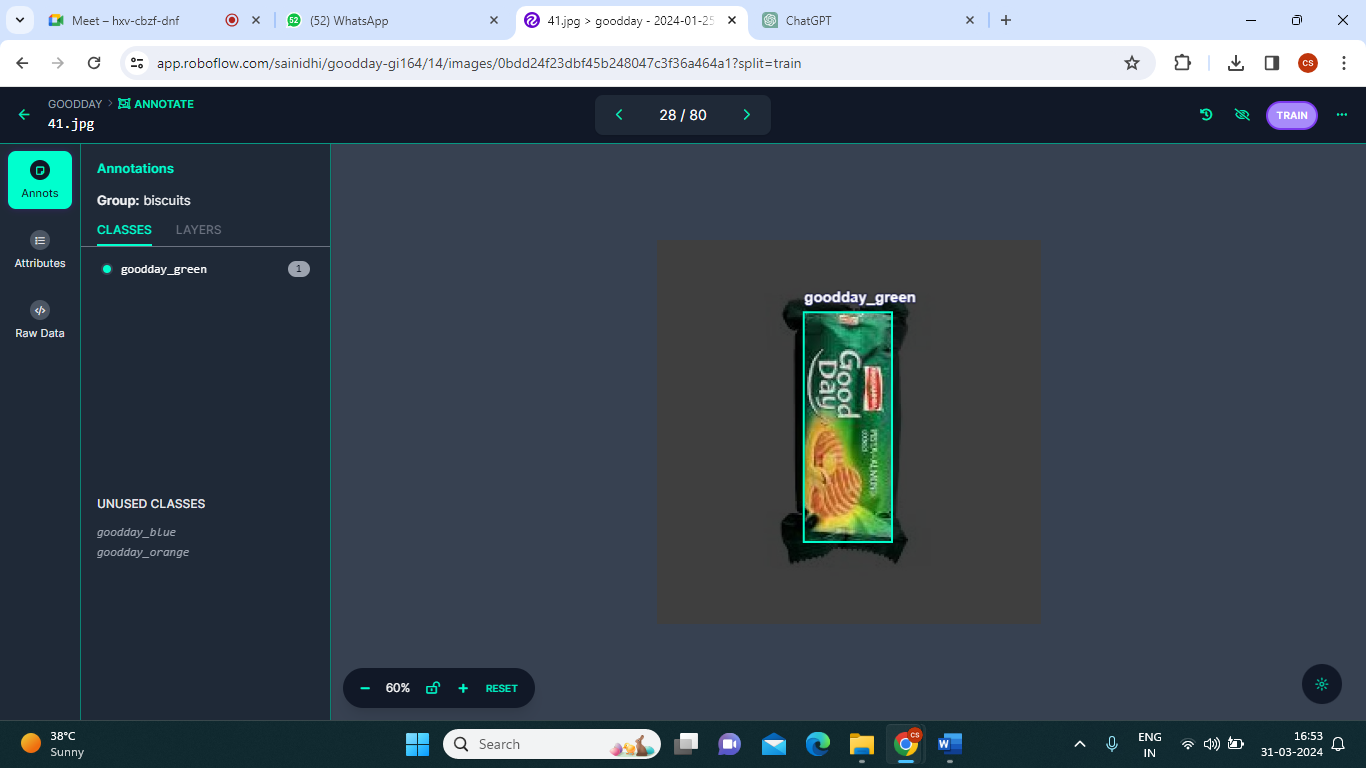 Meet – hxv-cbzf-dnf
52
(52) WhatsApp
41.jpg > goodday - 2024-01-25
ChatGPT
app.roboflow.com/sainidhi/goodday-gi164/14/images/0bdd24f23dbf45b248047c3f36a464a1?split=train
CS
GOODDAY > ANNOTATE
41.jpg
28 / 80
TRAIN
Annots
Attributes
Raw Data
Annotations
Group: biscuits
CLASSES
LAYERS
goodday_green
1
UNUSED CLASSES
goodday_blue
goodday_orange
goodday_green
Good
Day
60%
RESET
38°C
Sunny
Search
CS
ENG
IN
16:53
31-03-2024